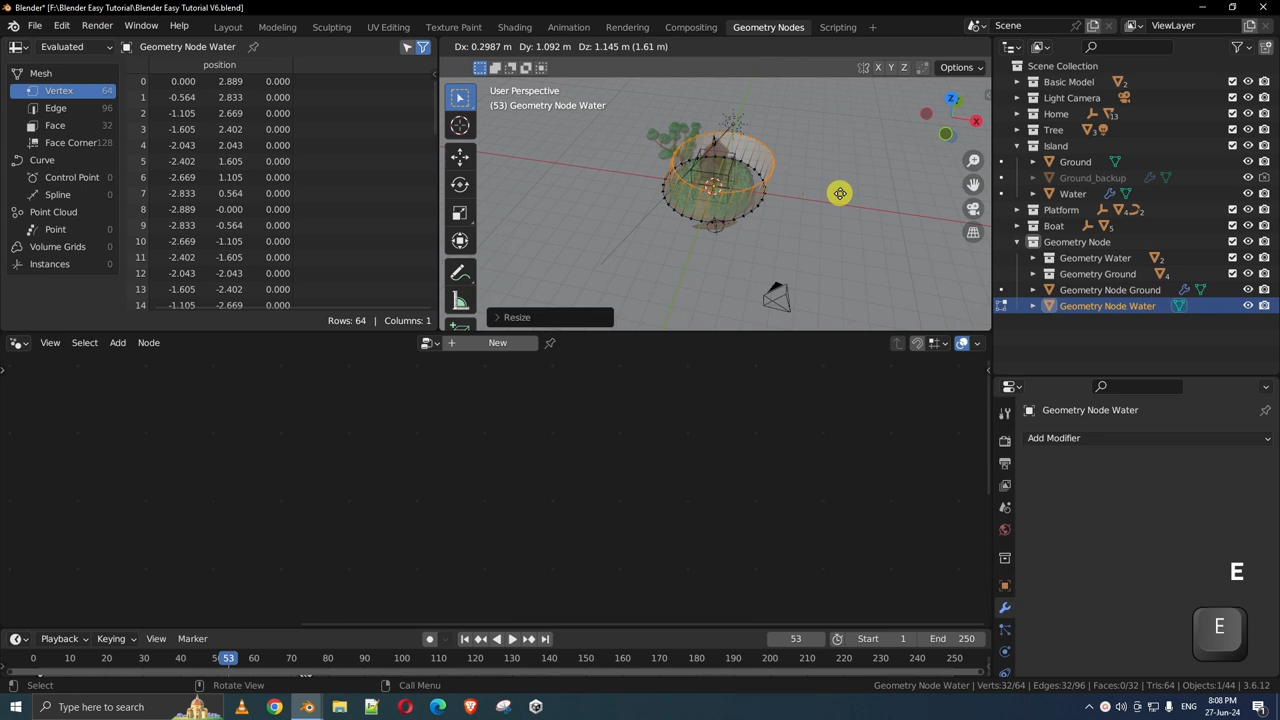 Blender* [F:\Blender Easy Tutorial\Blender Easy Tutorial V6.blend]
File Edit Render Window Help Layout Modeling Sculpting UV Editing Texture Paint Shading Animation Rendering Compositing Geometry Nodes Scripting + Scene ViewLayer
Evaluated Geometry Node Water
Dx: 0.2987 m Dy: 1.092 m Dz: 1.145 m (1.61 m)
position
X Y Z Options
Mesh
Vertex 64
Edge 96
Face 32
Face Corner 128
Curve
Control Point 0
Spline 0
Point Cloud
Point 0
Volume Grids 0
Instances 0
0 0.000 2.889 0.000
1 -0.564 2.833 0.000
2 -1.105 2.669 0.000
3 -1.605 2.402 0.000
4 -2.043 2.043 0.000
5 -2.402 1.605 0.000
6 -2.669 1.105 0.000
7 -2.833 0.564 0.000
8 -2.889 -0.000 0.000
9 -2.833 -0.564 0.000
10 -2.669 -1.105 0.000
11 -2.402 -1.605 0.000
12 -2.043 -2.043 0.000
13 -1.605 -2.402 0.000
14 -1.105 -2.669 0.000
Rows: 64 | Columns: 1
User Perspective
(53) Geometry Node Water
Z
X
Resize
Scene Collection
Basic Model 2
Light Camera
Home 13
Tree 3
Island
Ground
Ground_backup
Water
Platform 4 2
Boat 5
Geometry Node
Geometry Water 2
Geometry Ground 4
Geometry Node Ground
Geometry Node Water
View Select Add Node + New
Geometry Node Water
Add Modifier
E
E
Playback Keying View Marker 53 Start 1 End 250
0 10 20 30 40 53 60 70 80 90 100 110 120 130 140 150 160 170 180 190 200 210 220 230 240 250
Select Rotate View Call Menu Geometry Node Water | Verts:32/64 | Edges:32/96 | Faces:0/32 | Tris:64 | Objects:1/44 | 3.6.12
Type here to search
8:08 PM
27-Jun-24